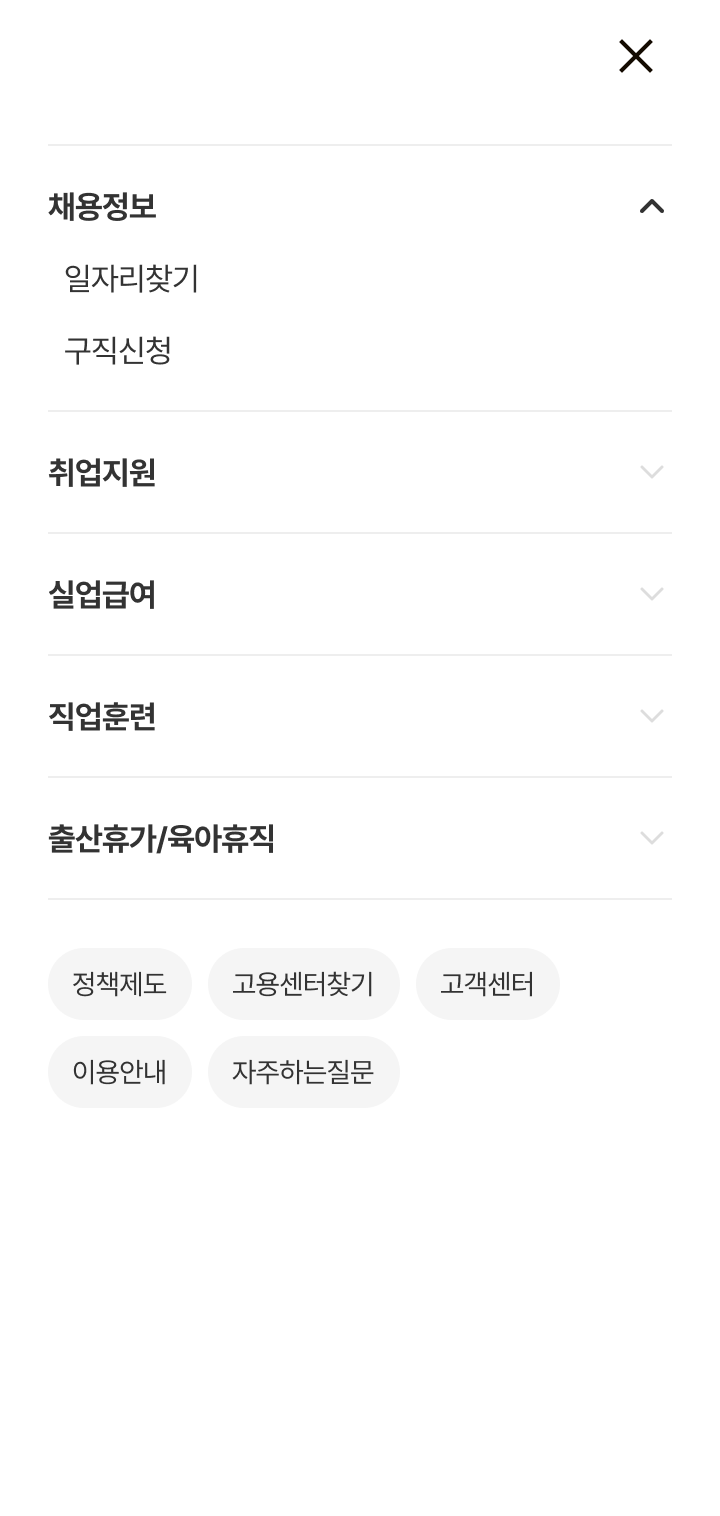 채용정보
일자리찾기
구직신청
취업지원
실업급여
직업훈련
출산휴가/육아휴직
정책제도 고용센터찾기 고객센터
이용안내 자주하는질문